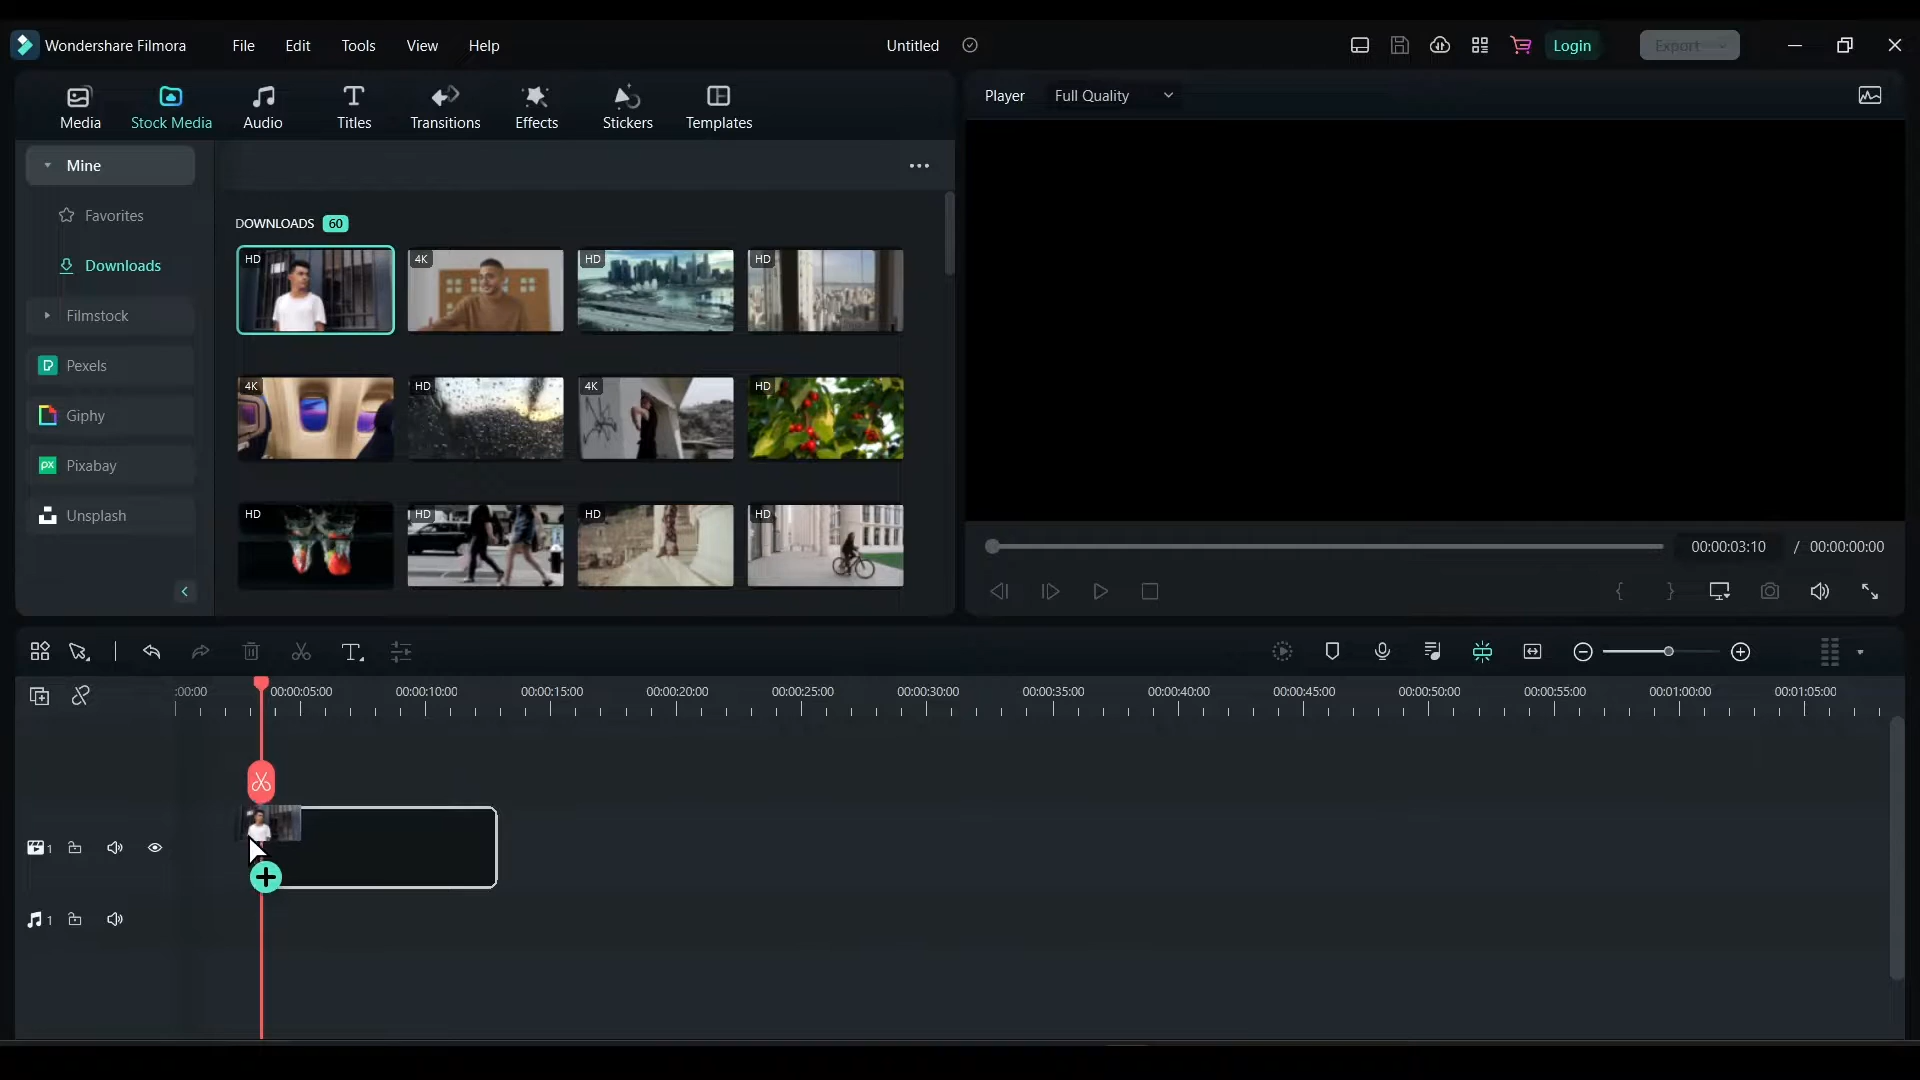 Wondershare Filmora File Edit Tools View Help Untitled Login Export
Media Stock Media Audio Titles Transitions Effects Stickers Templates
Player Full Quality
Mine
Favorites
Downloads
Filmstock
Pexels
Giphy
Pixabay
Unsplash
DOWNLOADS 60
HD 4K HD HD
4K HD 4K HD
HD HD HD HD
00:00:03:10 / 00:00:00:00
:00:00 00:00:05:00 00:00:10:00 00:00:15:00 00:00:20:00 00:00:25:00 00:00:30:00 00:00:35:00 00:00:40:00 00:00:45:00 00:00:50:00 00:00:55:00 00:01:00:00 00:01:05:00
1
1